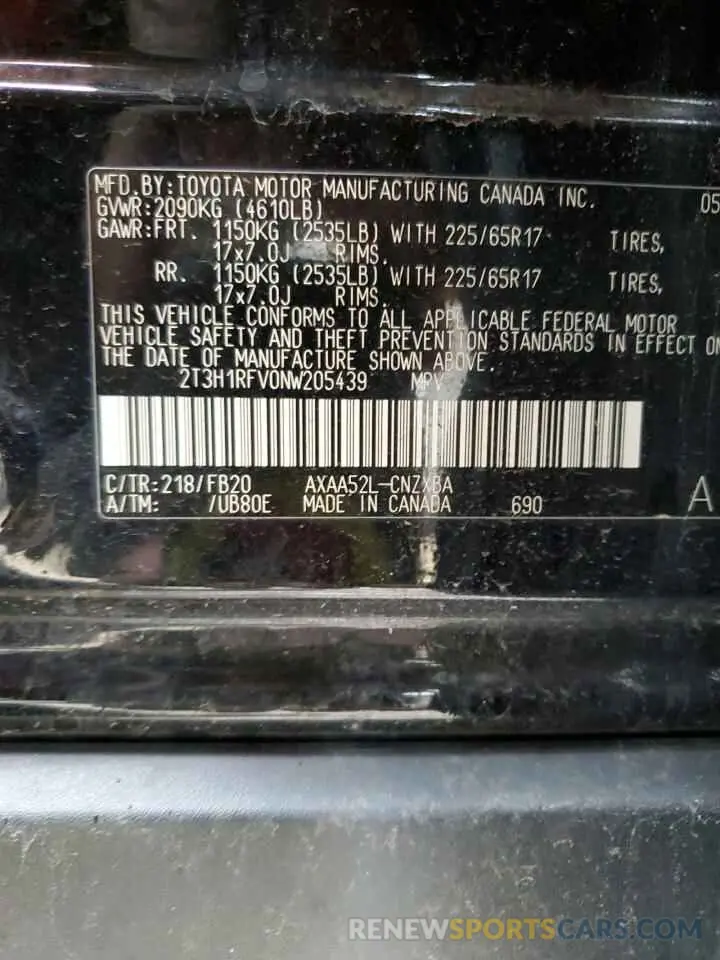 MFD.BY:TOYOTA MOTOR MANUFACTURING CANADA INC. 05
GVWR:2090KG (4610LB)
GAWR:FRT. 1150KG (2535LB) WITH 225/65R17 TIRES,
17x7.0J RIMS.
RR. 1150KG (2535LB) WITH 225/65R17 TIRES,
17x7.0J RIMS.
THIS VEHICLE CONFORMS TO ALL APPLICABLE FEDERAL MOTOR
VEHICLE SAFETY AND THEFT PREVENTION STANDARDS IN EFFECT ON
THE DATE OF MANUFACTURE SHOWN ABOVE.
2T3H1RFV0NW205439 MPV
C/TR:218/FB20 AXAA52L-CNZXBA
A/TM: /UB80E MADE IN CANADA 690 A
RENEWSPORTSCARS.COM